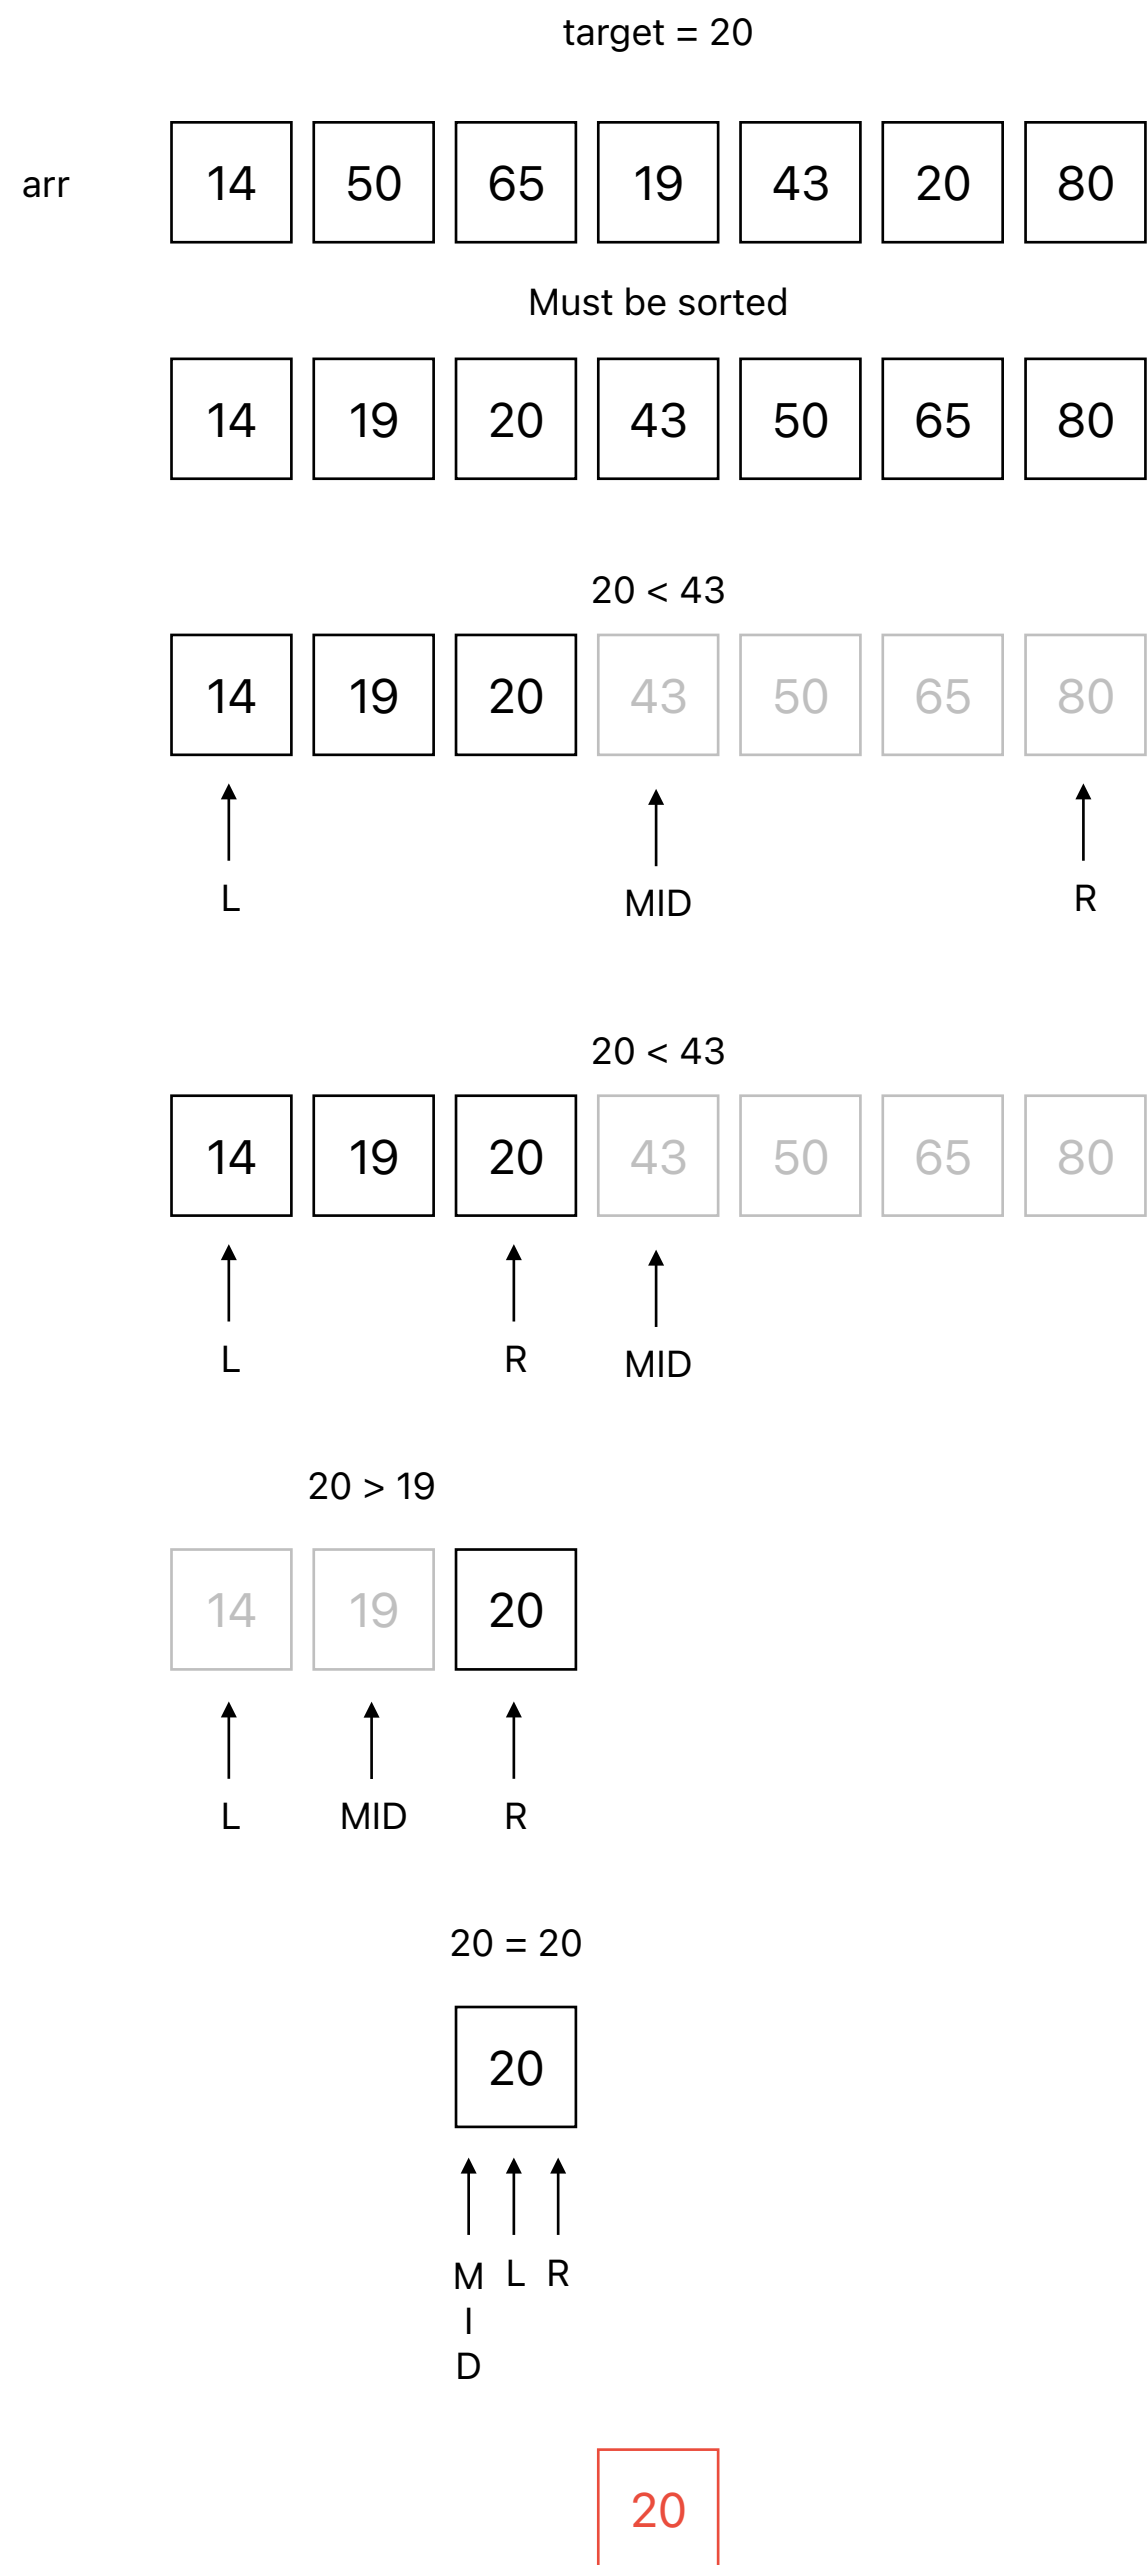 target = 20
arr 14 50 65 19 43 20 80
Must be sorted
14 19 20 43 50 65 80
20 < 43
14 19 20 43 50 65 80
L MID R
20 < 43
14 19 20 43 50 65 80
L R MID
20 > 19
14 19 20
L MID R
20 = 20
20
MID L R
20